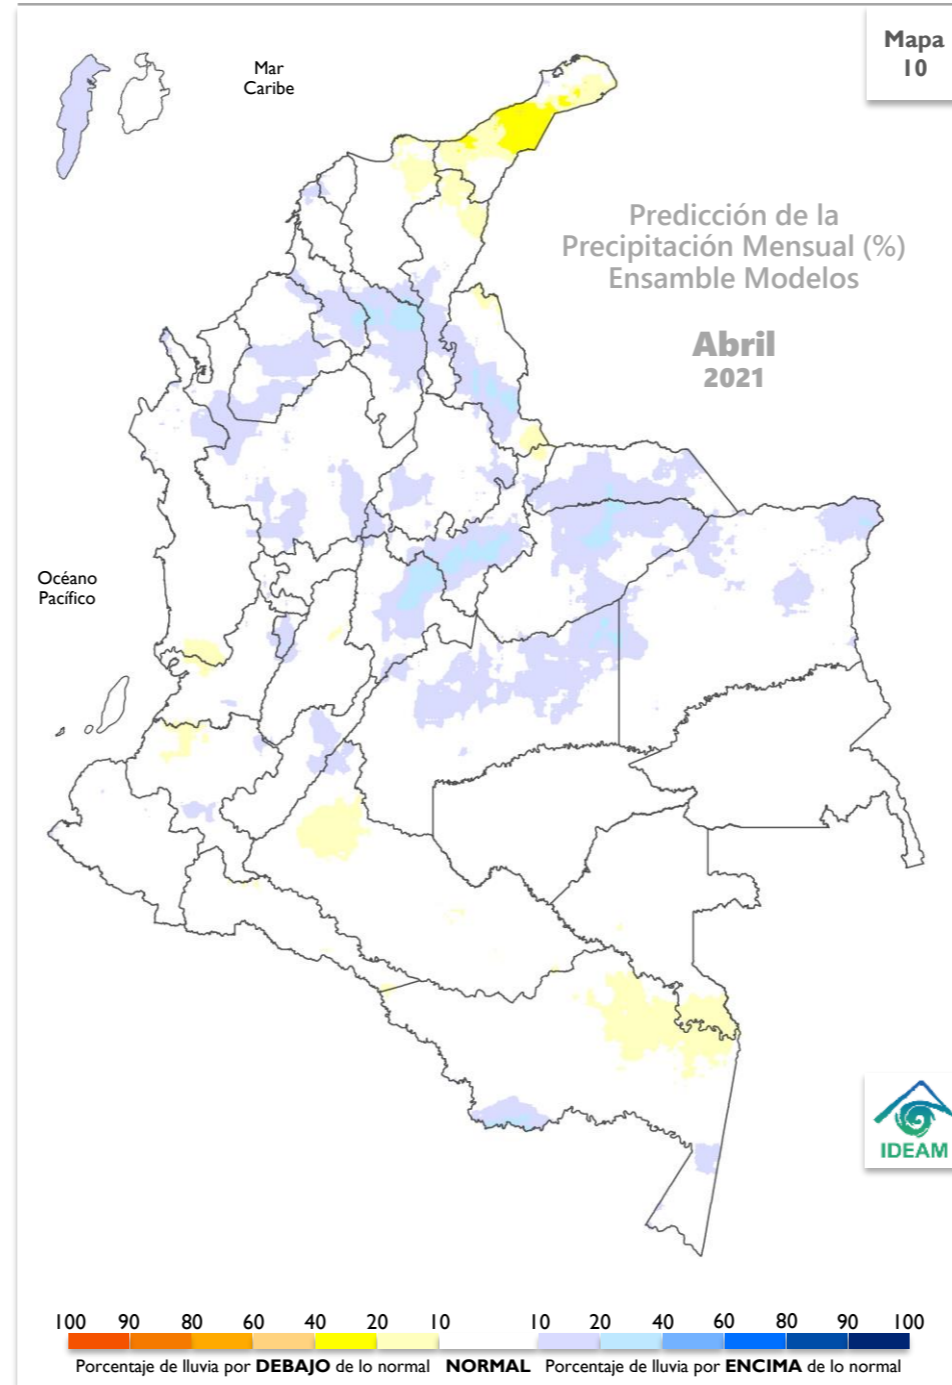 Mapa
10
Mar
Caribe
Predicción de la
Precipitación Mensual (%)
Ensamble Modelos
Abril
2021
Océano
Pacífico
IDEAM
100 90 80 60 40 20 10 10 20 40 60 80 90 100
Porcentaje de lluvia por DEBAJO de lo normal NORMAL Porcentaje de lluvia por ENCIMA de lo normal